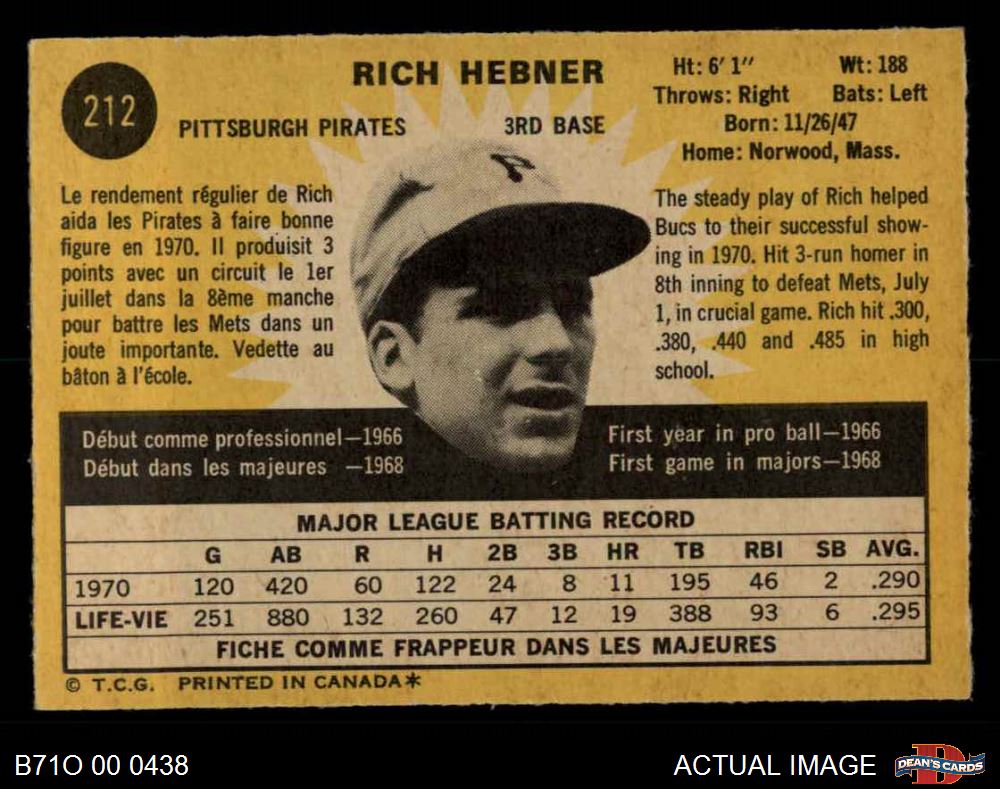 212
RICH HEBNER
PITTSBURGH PIRATES 3RD BASE
Ht: 6' 1" Wt: 188
Throws: Right Bats: Left
Born: 11/26/47
Home: Norwood, Mass.
Le rendement régulier de Rich
aida les Pirates à faire bonne
figure en 1970. Il produisit 3
points avec un circuit le 1er
juillet dans la 8ème manche
pour battre les Mets dans un
joute importante. Vedette au
bâton à l'école.
P
The steady play of Rich helped
Bucs to their successful show-
ing in 1970. Hit 3-run homer in
8th inning to defeat Mets, July
1, in crucial game. Rich hit .300,
.380, .440 and .485 in high
school.
Début comme professionnel—1966
Début dans les majeures —1968
First year in pro ball—1966
First game in majors—1968
MAJOR LEAGUE BATTING RECORD
G AB R H 2B 3B HR TB RBI SB AVG.
1970 120 420 60 122 24 8 11 195 46 2 .290
LIFE-VIE 251 880 132 260 47 12 19 388 93 6 .295
FICHE COMME FRAPPEUR DANS LES MAJEURES
© T.C.G. PRINTED IN CANADA*
B71O 00 0438
ACTUAL IMAGE
D
DEAN'S CARDS